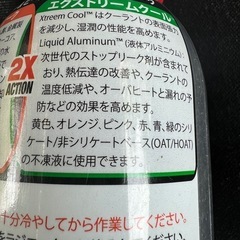 エクストリームクール
Xtreem Cool™はクーラントの表面張力
を減少し、湿潤の性能を高めます。
Liquid Aluminum™ (液体アルミニウム)、
次世代のストップリーク剤が含まれて
おり、熱伝達の改善や、クーラントの
温度低減や、オーバヒートと漏れの予
防などの効果を高めます。
黄色、オレンジ、ピンク、赤、青、緑のシリ
ケート/非シリケートベース(OAT/HOAT)
の不凍液に使用できます。
2X
ACTION
十分冷やしてから作業してください。